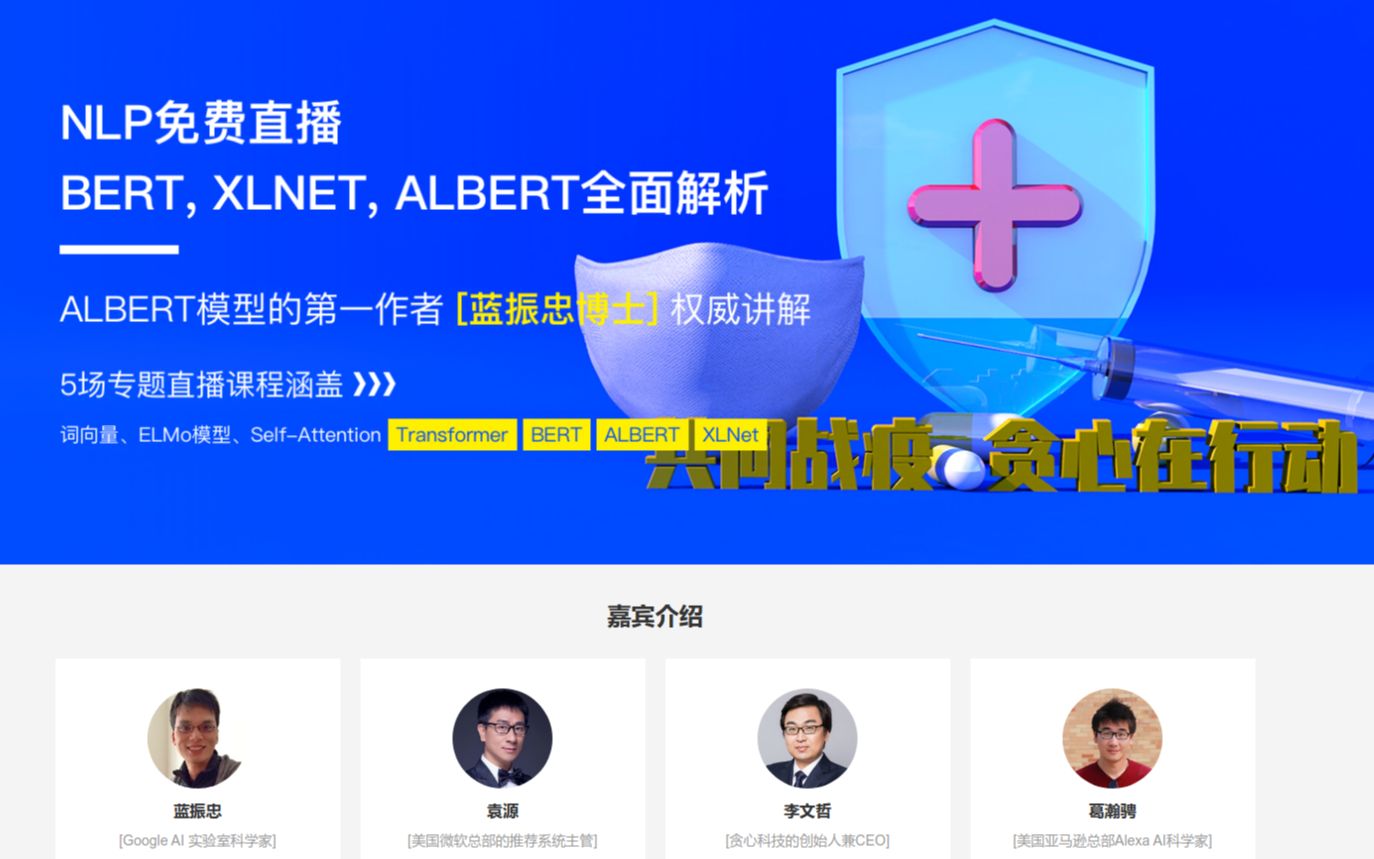 NLP免费直播
BERT, XLNET, ALBERT全面解析
ALBERT模型的第一作者 [蓝振忠博士] 权威讲解
5场专题直播课程涵盖 》》》
词向量、ELMo模型、Self-Attention Transformer BERT ALBERT XLNet
共同战疫 贪心在行动
嘉宾介绍
蓝振忠
[Google AI 实验室科学家]
袁源
[美国微软总部的推荐系统主管]
李文哲
[贪心科技的创始人兼CEO]
葛瀚骋
[美国亚马逊总部Alexa AI科学家]